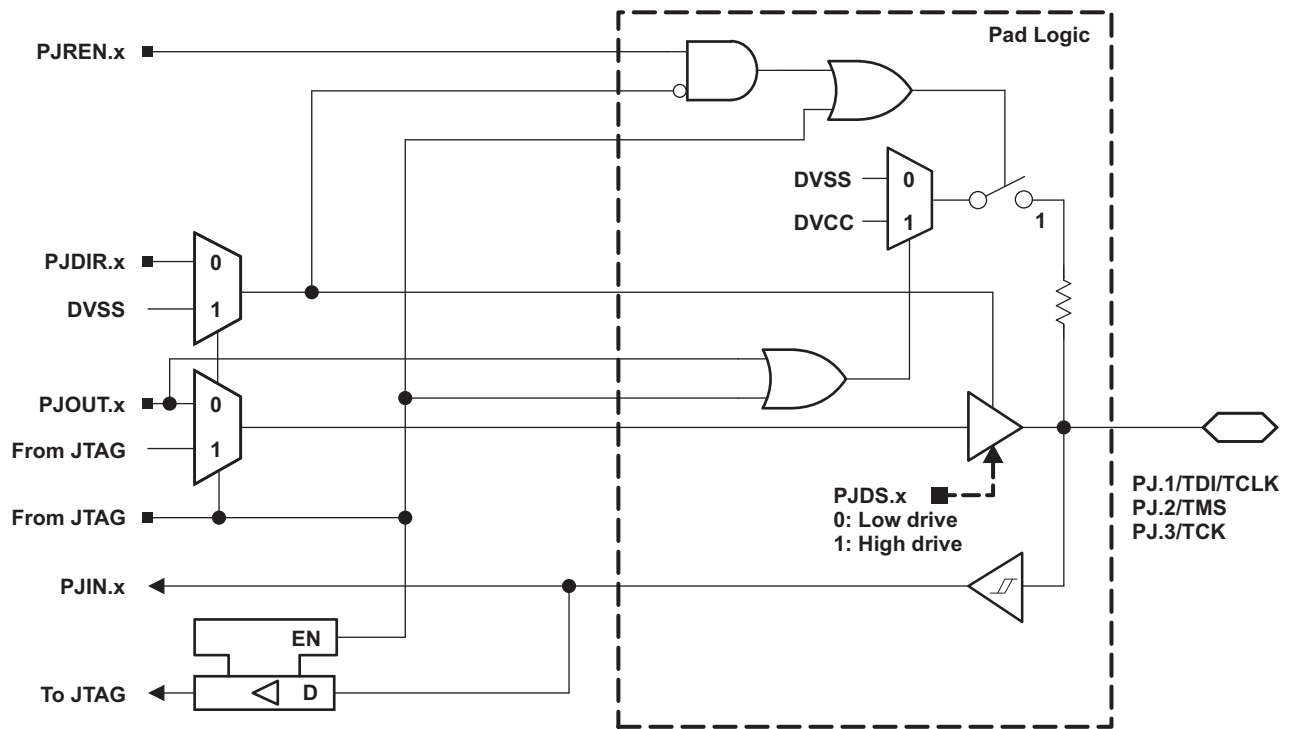 Pad Logic
PJREN.x
DVSS
0
DVCC
1
1
PJDIR.x
0
DVSS
1
PJOUT.x
0
From JTAG
1
From JTAG
PJDS.x
0: Low drive
1: High drive
PJ.1/TDI/TCLK
PJ.2/TMS
PJ.3/TCK
PJIN.x
EN
To JTAG
D